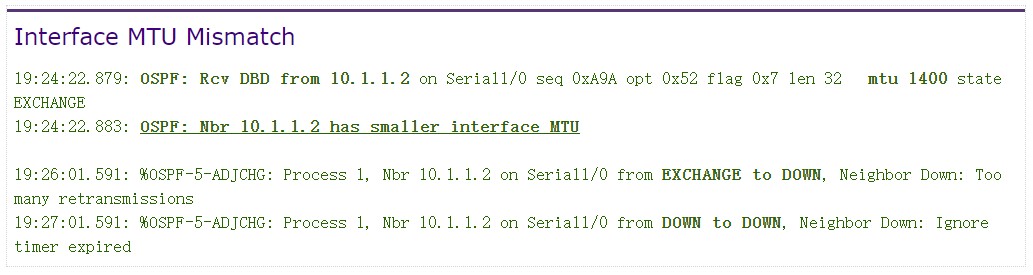 Interface MTU Mismatch
19:24:22.879: OSPF: Rcv DBD from 10.1.1.2 on Serial1/0 seq 0xA9A opt 0x52 flag 0x7 len 32 mtu 1400 state
EXCHANGE
19:24:22.883: OSPF: Nbr 10.1.1.2 has smaller interface MTU
19:26:01.591: %OSPF-5-ADJCHG: Process 1, Nbr 10.1.1.2 on Serial1/0 from EXCHANGE to DOWN, Neighbor Down: Too
many retransmissions
19:27:01.591: %OSPF-5-ADJCHG: Process 1, Nbr 10.1.1.2 on Serial1/0 from DOWN to DOWN, Neighbor Down: Ignore
timer expired